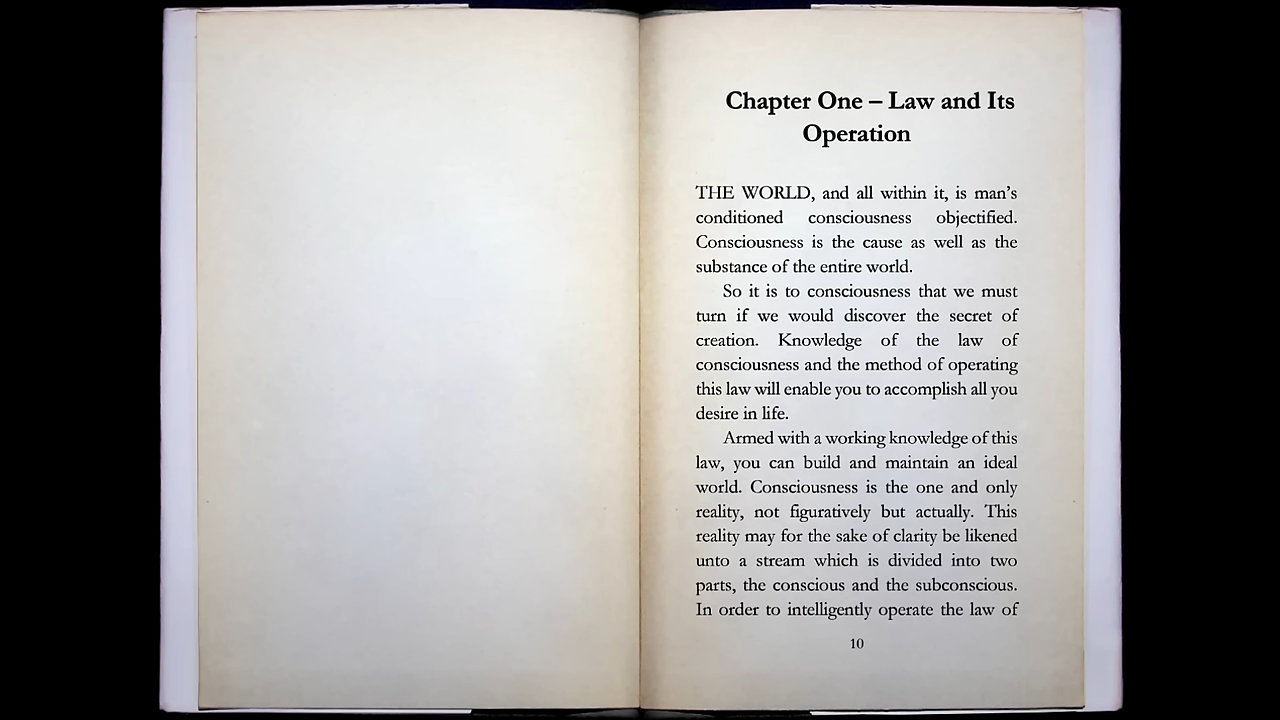 Chapter One – Law and Its
Operation
THE WORLD, and all within it, is man’s
conditioned consciousness objectified.
Consciousness is the cause as well as the
substance of the entire world.
So it is to consciousness that we must
turn if we would discover the secret of
creation. Knowledge of the law of
consciousness and the method of operating
this law will enable you to accomplish all you
desire in life.
Armed with a working knowledge of this
law, you can build and maintain an ideal
world. Consciousness is the one and only
reality, not figuratively but actually. This
reality may for the sake of clarity be likened
unto a stream which is divided into two
parts, the conscious and the subconscious.
In order to intelligently operate the law of
10